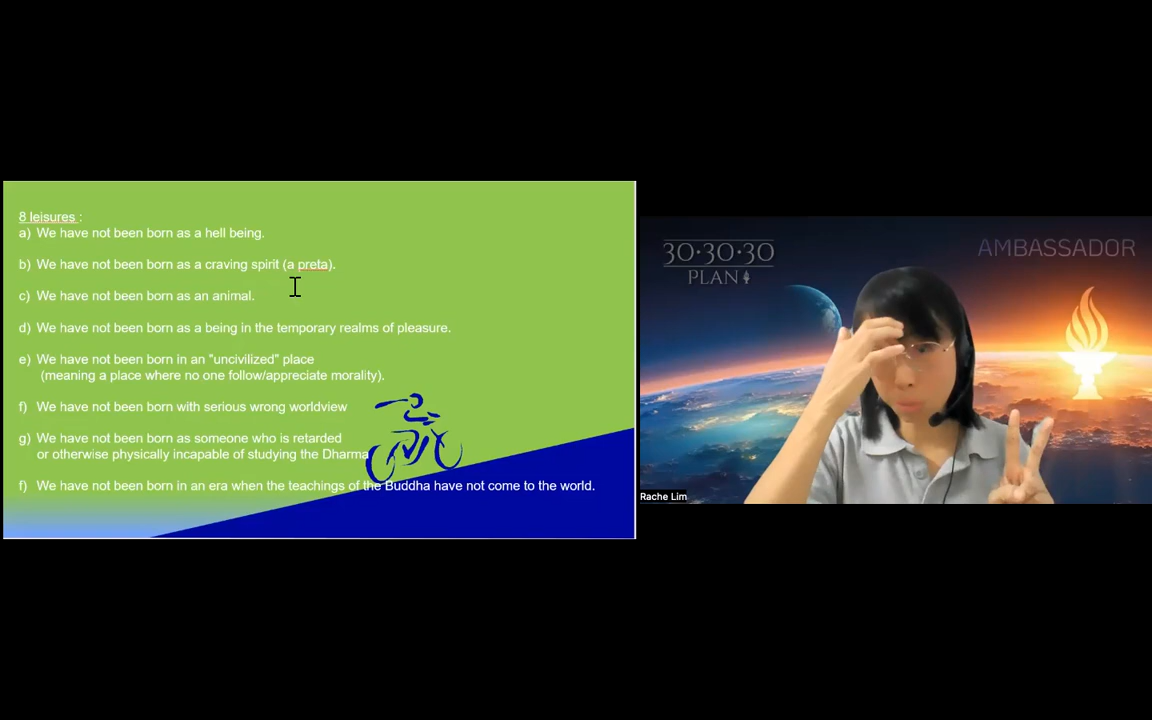 8 leisures :
a) We have not been born as a hell being.
b) We have not been born as a craving spirit (a preta).
c) We have not been born as an animal.
d) We have not been born as a being in the temporary realms of pleasure.
e) We have not been born in an "uncivilized" place
(meaning a place where no one follow/appreciate morality).
f) We have not been born with serious wrong worldview
g) We have not been born as someone who is retarded
or otherwise physically incapable of studying the Dharma
f) We have not been born in an era when the teachings of the Buddha have not come to the world.
30·30·30
PLAN
AMBASSADOR
Rache Lim